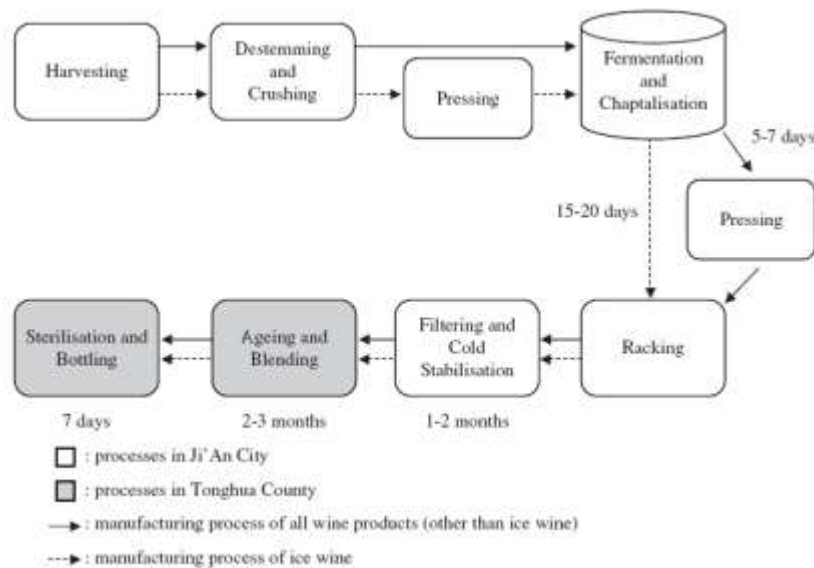 Harvesting
Destemming
and
Crushing
Pressing
Fermentation
and
Chaptalisation
5-7 days
15-20 days
Pressing
Sterilisation and
Bottling
Ageing and
Blending
Filtering and
Cold
Stabilisation
Racking
7 days
2-3 months
1-2 months
: processes in Ji'An City
: processes in Tonghua County
: manufacturing process of all wine products (other than ice wine)
: manufacturing process of ice wine